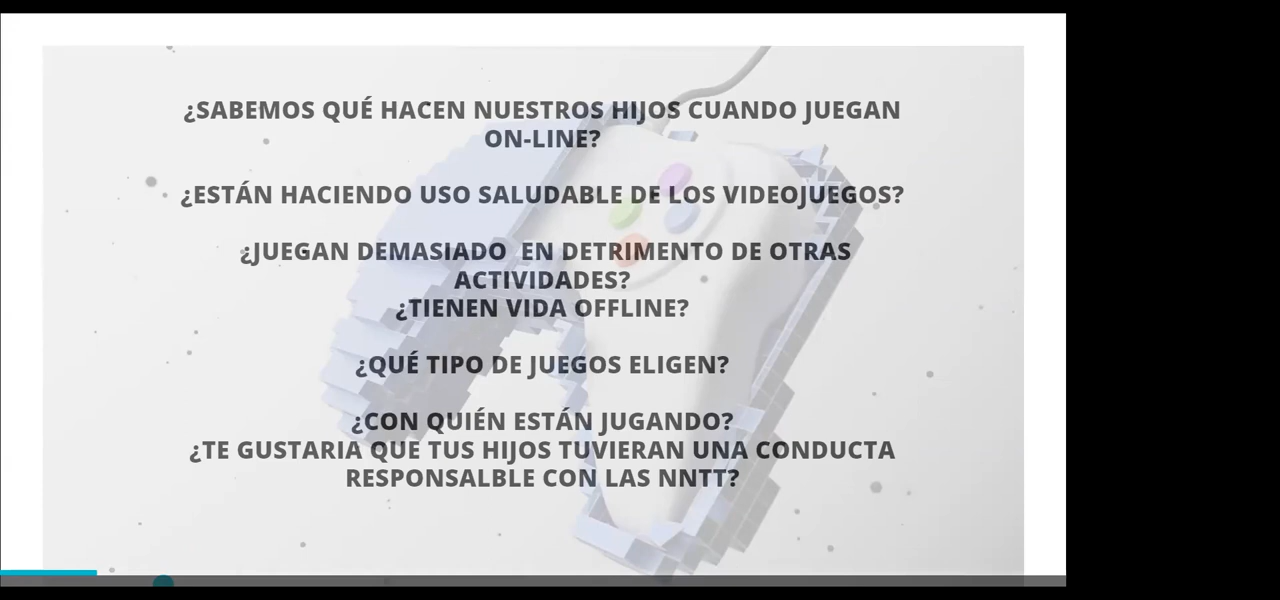 ¿SABEMOS QUÉ HACEN NUESTROS HIJOS CUANDO JUEGAN
ON-LINE?
¿ESTÁN HACIENDO USO SALUDABLE DE LOS VIDEOJUEGOS?
¿JUEGAN DEMASIADO  EN DETRIMENTO DE OTRAS
ACTIVIDADES?
¿TIENEN VIDA OFFLINE?
¿QUÉ TIPO DE JUEGOS ELIGEN?
¿CON QUIÉN ESTÁN JUGANDO?
¿TE GUSTARIA QUE TUS HIJOS TUVIERAN UNA CONDUCTA
RESPONSALBLE CON LAS NNTT?